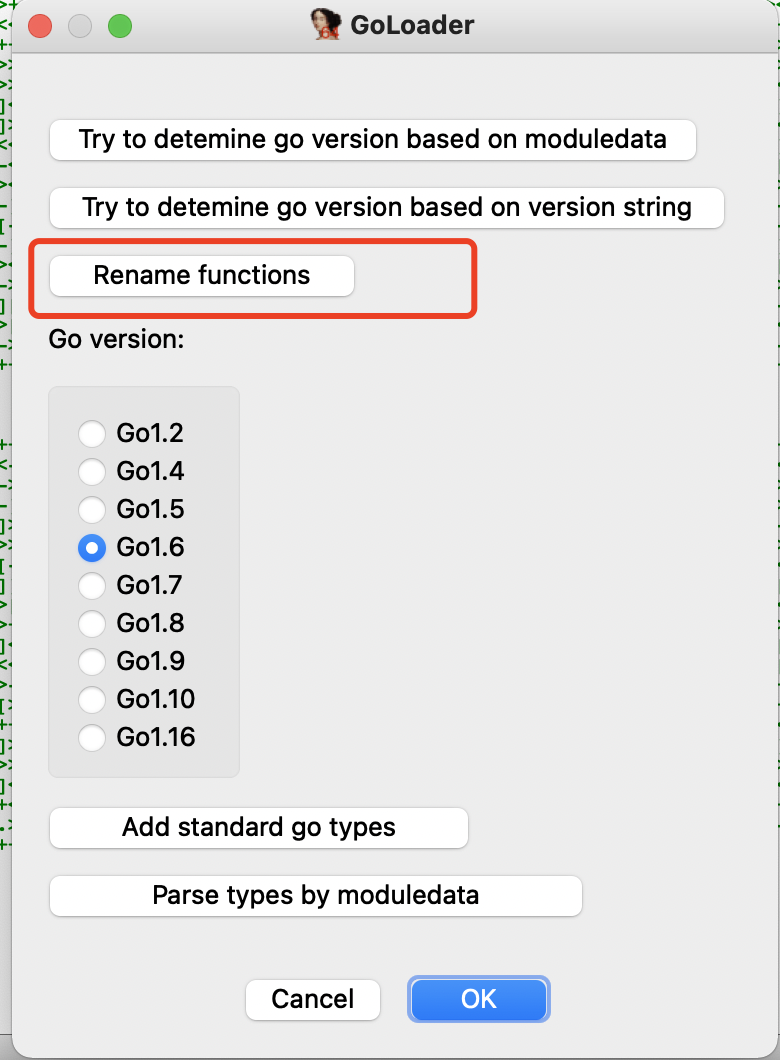 GoLoader
Try to detemine go version based on moduledata
Try to detemine go version based on version string
Rename functions
Go version:
Go1.2
Go1.4
Go1.5
Go1.6
Go1.7
Go1.8
Go1.9
Go1.10
Go1.16
Add standard go types
Parse types by moduledata
Cancel
OK